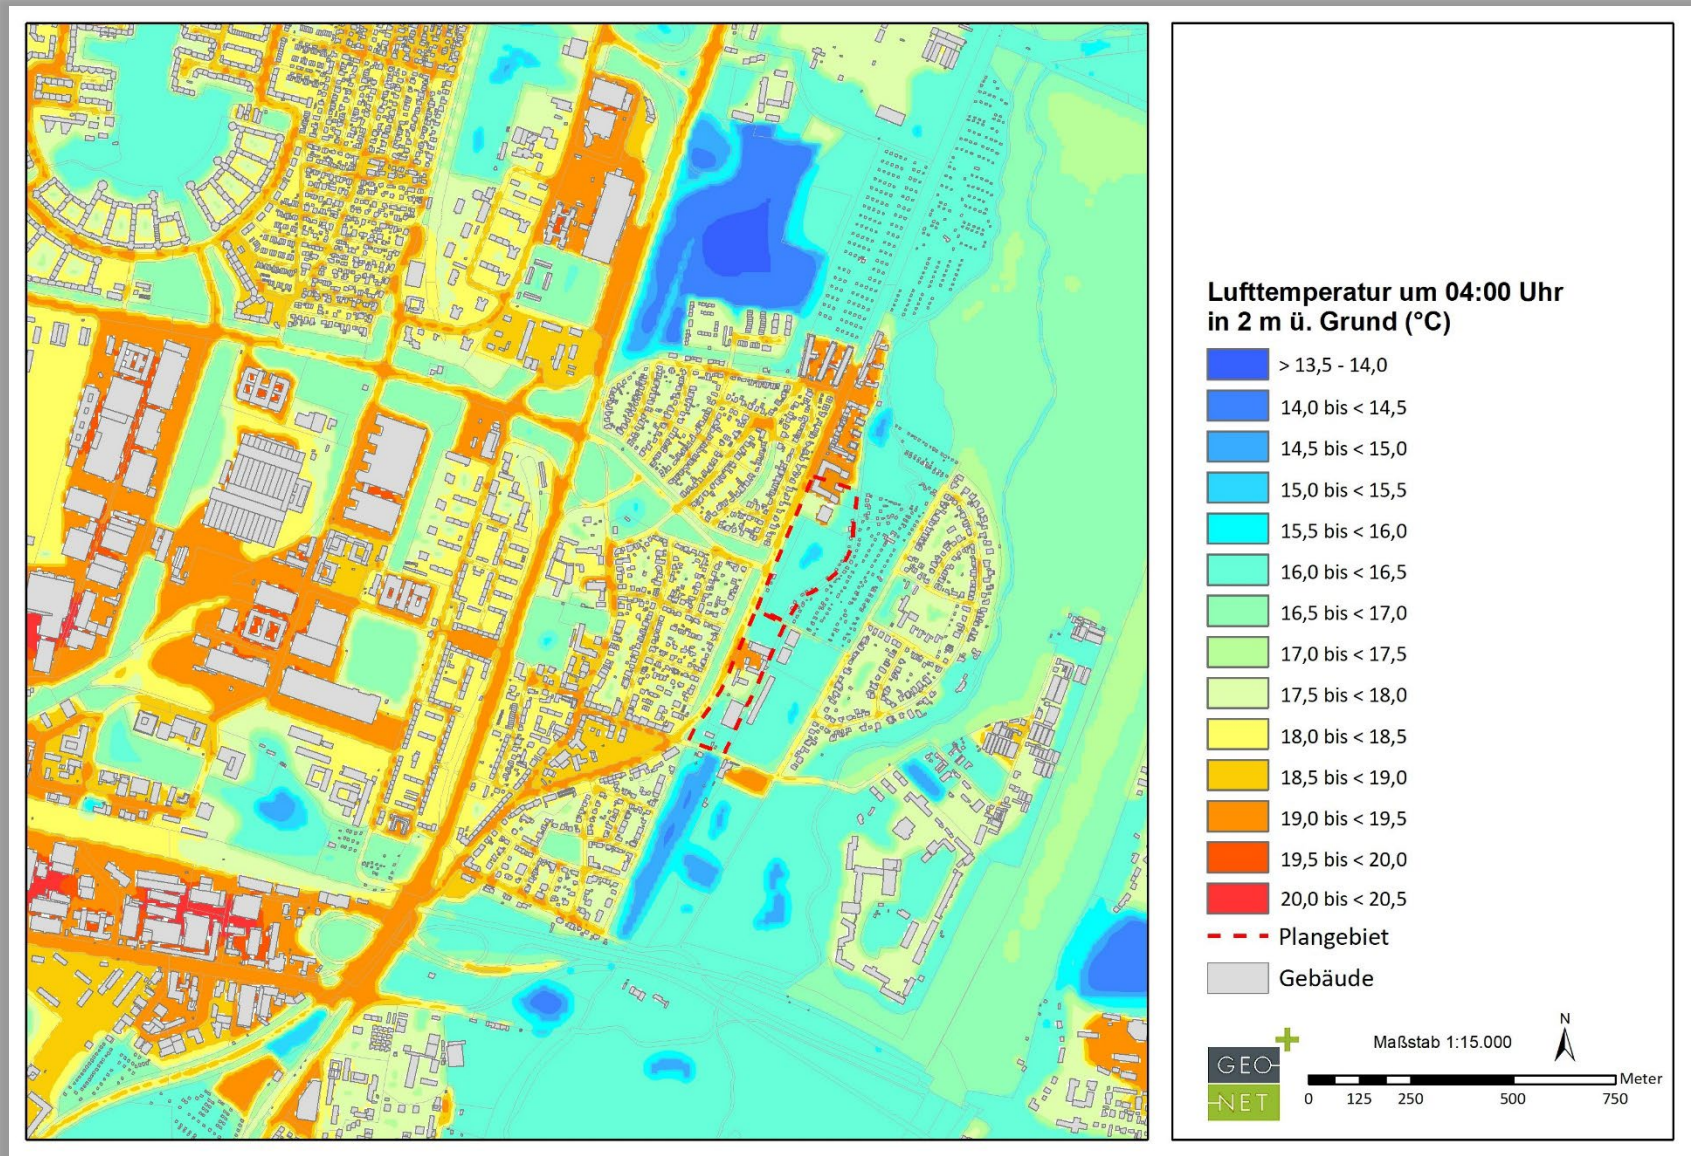 Lufttemperatur um 04:00 Uhr
in 2 m ü. Grund (°C)
> 13,5 - 14,0
14,0 bis < 14,5
14,5 bis < 15,0
15,0 bis < 15,5
15,5 bis < 16,0
16,0 bis < 16,5
16,5 bis < 17,0
17,0 bis < 17,5
17,5 bis < 18,0
18,0 bis < 18,5
18,5 bis < 19,0
19,0 bis < 19,5
19,5 bis < 20,0
20,0 bis < 20,5
Plangebiet
Gebäude
GEO
NET
Maßstab 1:15.000
N
Meter
0 125 250 500 750